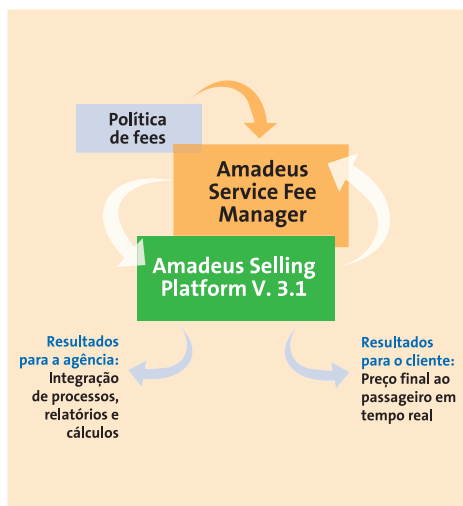 Política
de fees
Amadeus
Service Fee
Manager
Amadeus Selling
Platform V. 3.1
Resultados
para a agência:
Integração
de processos,
relatórios e
cálculos
Resultados
para o cliente:
Preço final ao
passageiro em
tempo real